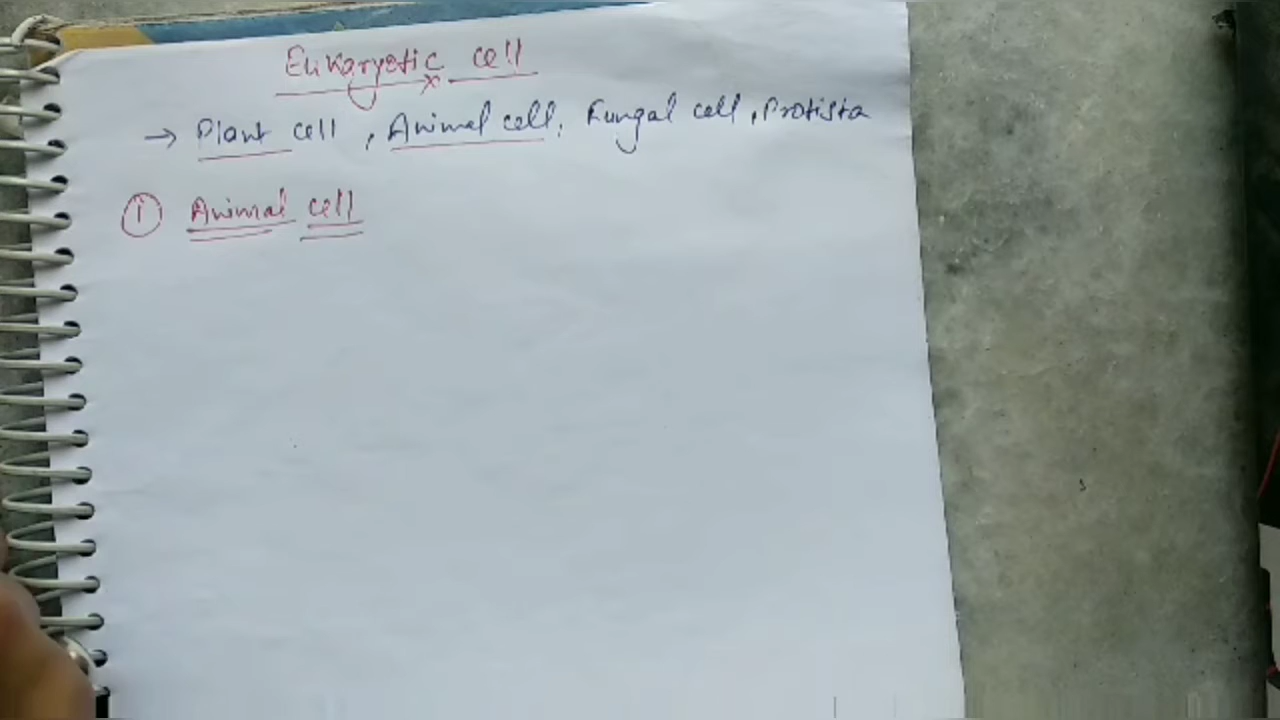 Eukaryotic cell
→ Plant cell, Animal cell, Fungal cell, Protista
① Animal cell